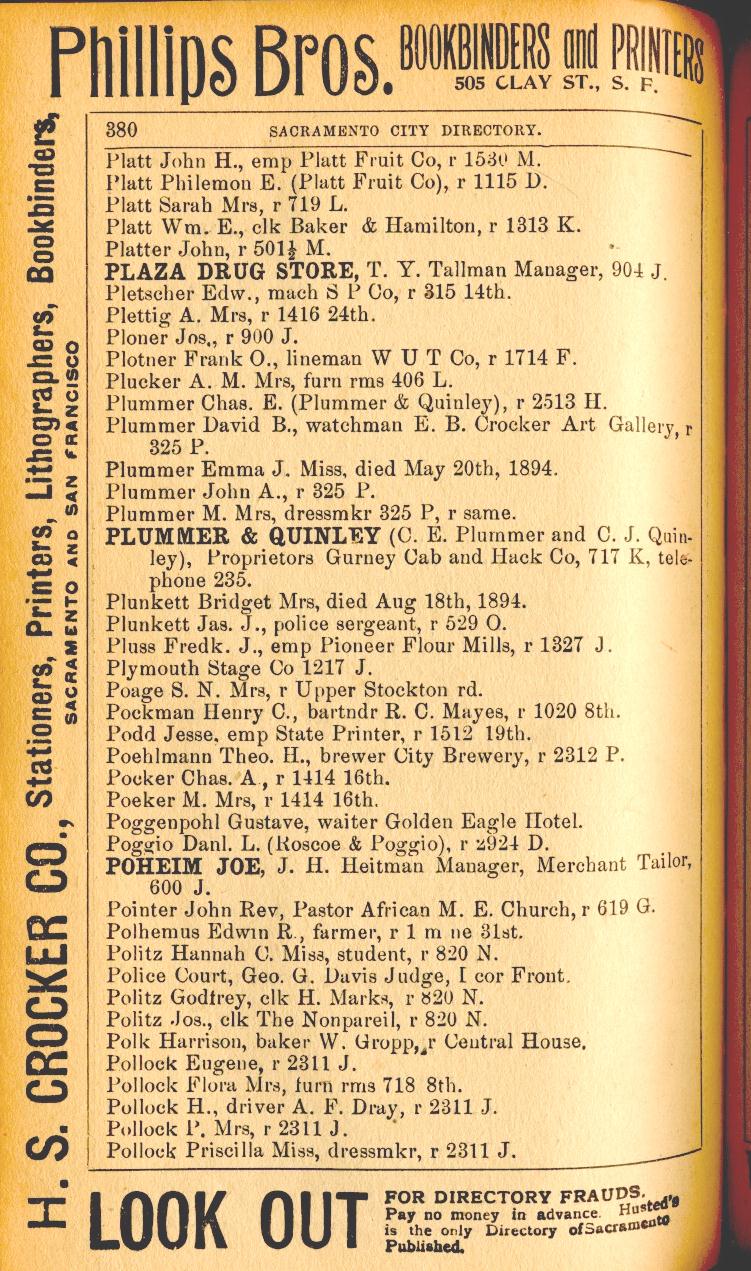 Phillips Bros. BOOKBINDERS and PRINTERS
505 CLAY ST., S. F.
H. S. CROCKER CO., Stationers, Printers, Lithographers, Bookbinders,
SACRAMENTO AND SAN FRANCISCO
380 SACRAMENTO CITY DIRECTORY.
Platt John H., emp Platt Fruit Co, r 1530 M.
Platt Philemon E. (Platt Fruit Co), r 1115 D.
Platt Sarah Mrs, r 719 L.
Platt Wm. E., clk Baker & Hamilton, r 1313 K.
Platter John, r 501½ M.
PLAZA DRUG STORE, T. Y. Tallman Manager, 904 J.
Pletscher Edw., mach S P Co, r 315 14th.
Plettig A. Mrs, r 1416 24th.
Ploner Jos., r 900 J.
Plotner Frank O., lineman W U T Co, r 1714 F.
Plucker A. M. Mrs, furn rms 406 L.
Plummer Chas. E. (Plummer & Quinley), r 2513 H.
Plummer David B., watchman E. B. Crocker Art Gallery, r
325 P.
Plummer Emma J. Miss, died May 20th, 1894.
Plummer John A., r 325 P.
Plummer M. Mrs, dressmkr 325 P, r same.
PLUMMER & QUINLEY (C. E. Plummer and C. J. Quin-
ley), Proprietors Gurney Cab and Hack Co, 717 K, tele-
phone 235.
Plunkett Bridget Mrs, died Aug 18th, 1894.
Plunkett Jas. J., police sergeant, r 529 O.
Pluss Fredk. J., emp Pioneer Flour Mills, r 1327 J.
Plymouth Stage Co 1217 J.
Poage S. N. Mrs, r Upper Stockton rd.
Pockman Henry C., bartndr R. C. Mayes, r 1020 8th.
Podd Jesse, emp State Printer, r 1512 19th.
Poehlmann Theo. H., brewer City Brewery, r 2312 P.
Pocker Chas. A., r 1414 16th.
Poeker M. Mrs, r 1414 16th.
Poggenpohl Gustave, waiter Golden Eagle Hotel.
Poggio Danl. L. (Roscoe & Poggio), r 2924 D.
POHEIM JOE, J. H. Heitman Manager, Merchant Tailor,
600 J.
Pointer John Rev, Pastor African M. E. Church, r 619 G.
Polhemus Edwin R., farmer, r 1 m ne 31st.
Politz Hannah C. Miss, student, r 820 N.
Police Court, Geo. G. Davis Judge, I cor Front.
Politz Godfrey, clk H. Marks, r 820 N.
Politz Jos., clk The Nonpareil, r 820 N.
Polk Harrison, baker W. Gropp, r Central House.
Pollock Eugene, r 2311 J.
Pollock Flora Mrs, furn rms 718 8th.
Pollock H., driver A. F. Dray, r 2311 J.
Pollock P. Mrs, r 2311 J.
Pollock Priscilla Miss, dressmkr, r 2311 J.
LOOK OUT FOR DIRECTORY FRAUDS.
Pay no money in advance. Husted's
is the only Directory of Sacramento
Published.